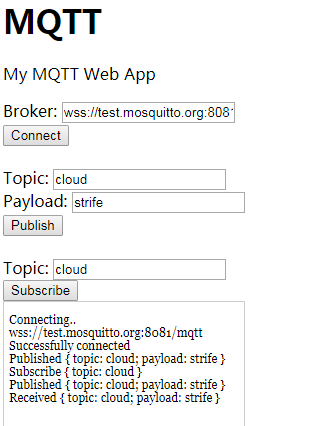 MQTT
My MQTT Web App
Broker: wss://test.mosquitto.org:8081
Connect
Topic: cloud
Payload: strife
Publish
Topic: cloud
Subscribe
Connecting..
wss://test.mosquitto.org:8081/mqtt
Successfully connected
Published { topic: cloud; payload: strife }
Subscribe { topic: cloud }
Published { topic: cloud; payload: strife }
Received { topic: cloud; payload: strife }